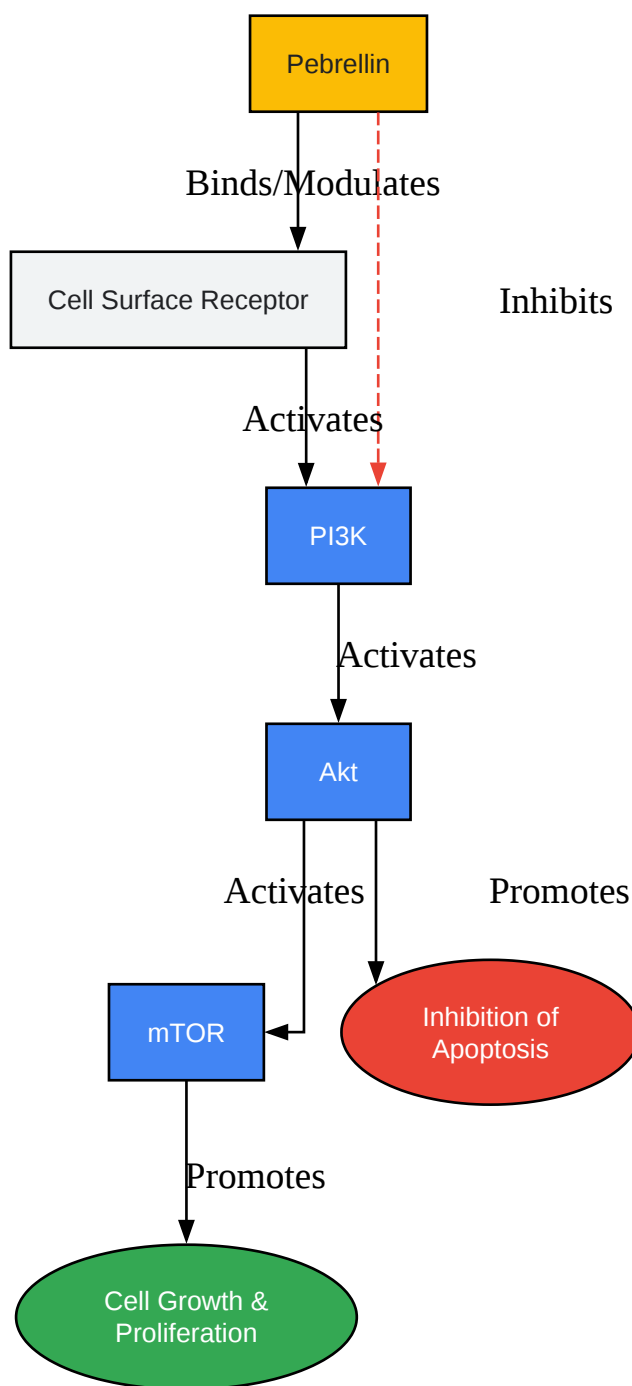 Pebrellin
Binds/Modulates
Cell Surface Receptor
Inhibits
Activates
PI3K
Activates
Akt
Activates
Promotes
mTOR
Inhibition of
Apoptosis
Promotes
Cell Growth &
Proliferation